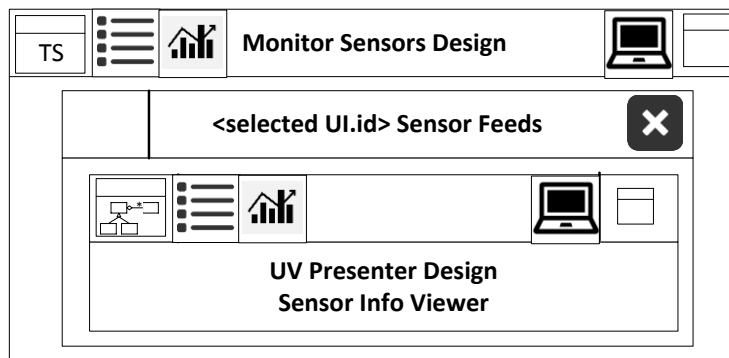 TS
Monitor Sensors Design
<selected UI.id> Sensor Feeds
*
UV Presenter Design
Sensor Info Viewer